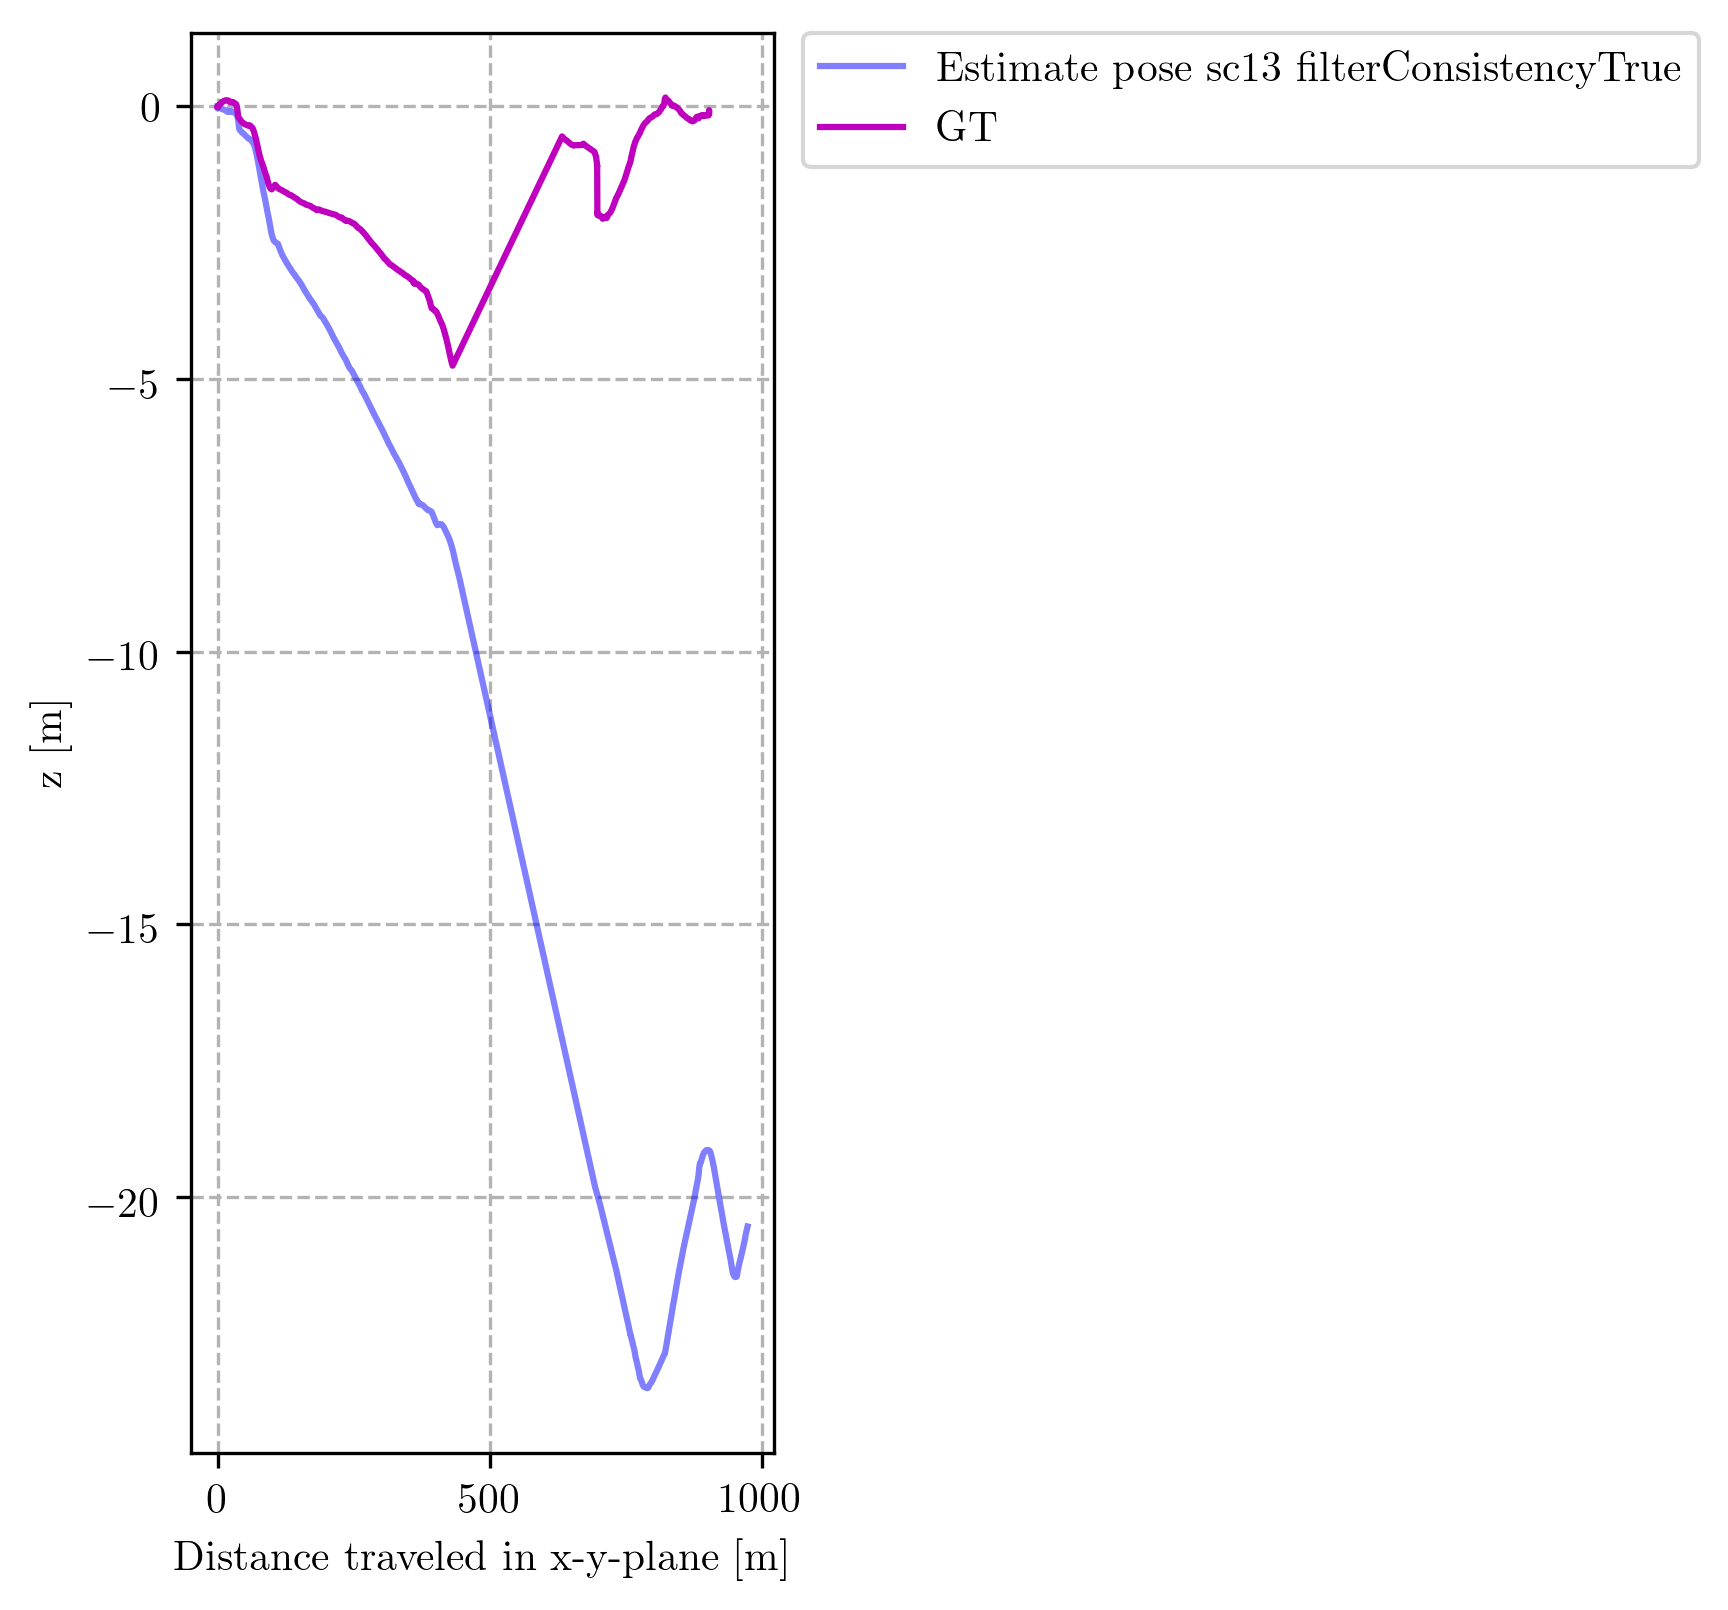 Estimate pose sc13 filterConsistencyTrue
GT
0
−5
−10
−15
−20
z [m]
0 500 1000
Distance traveled in x-y-plane [m]